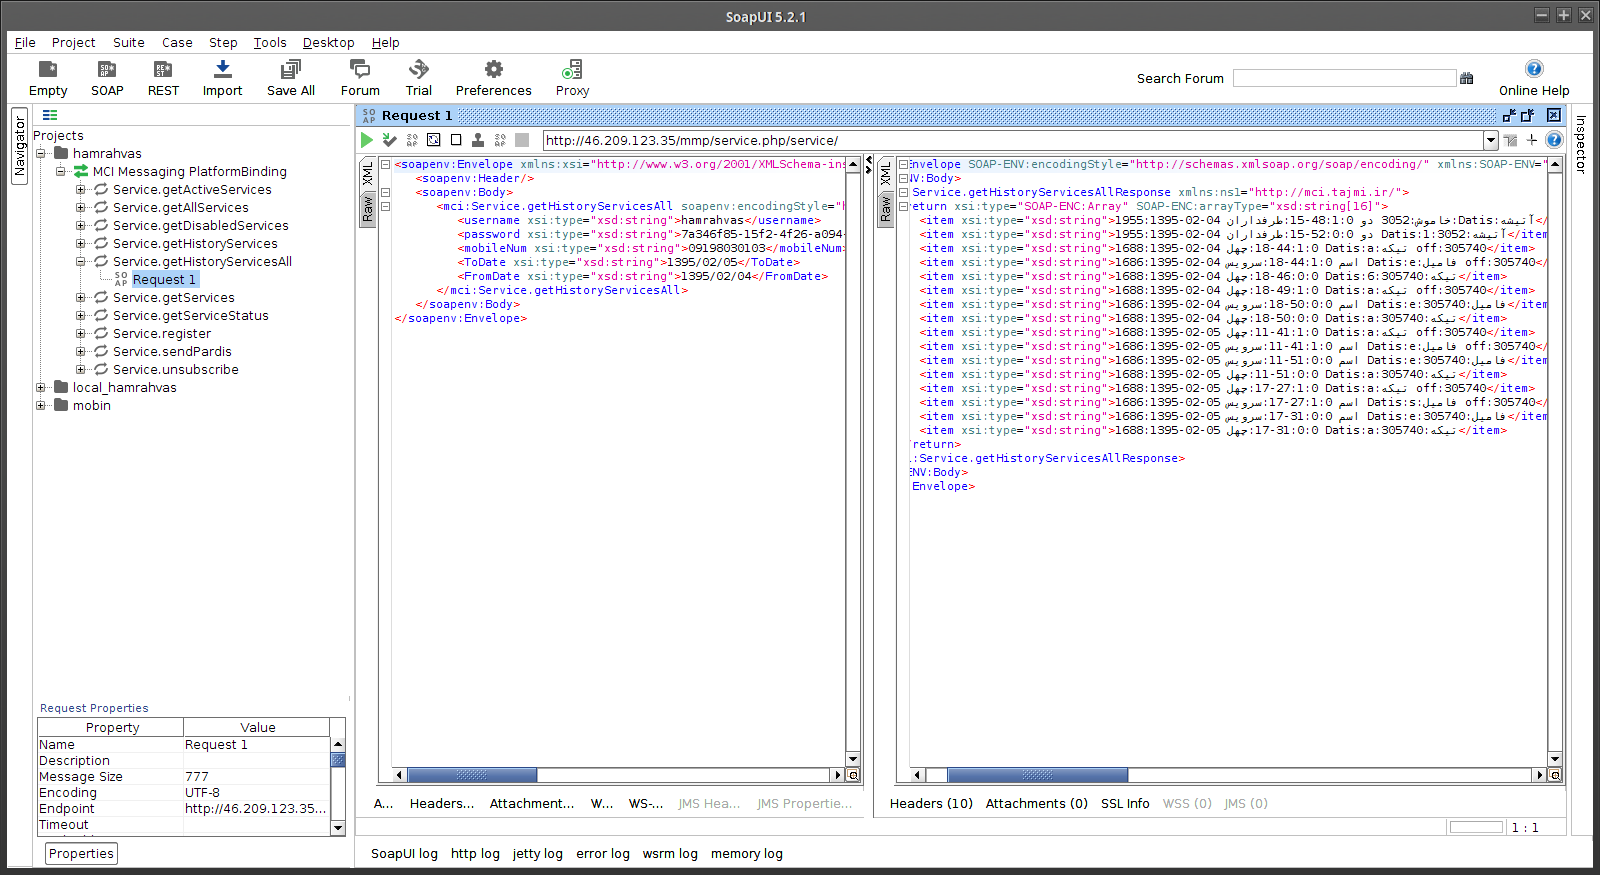 SoapUI 5.2.1
File Project Suite Case Step Tools Desktop Help
Empty SOAP REST Import Save All Forum Trial Preferences Proxy Search Forum Online Help
Navigator
Inspector
Projects
hamrahvas
MCI Messaging PlatformBinding
Service.getActiveServices
Service.getAllServices
Service.getDisabledServices
Service.getHistoryServices
Service.getHistoryServicesAll
Request 1
Service.getServices
Service.getServiceStatus
Service.register
Service.sendPardis
Service.unsubscribe
local_hamrahvas
mobin
Request Properties
Property Value
Name Request 1
Description
Message Size 777
Encoding UTF-8
Endpoint http://46.209.123.35...
Timeout
Properties
Request 1
http://46.209.123.35/mmp/service.php/service/
XML
Raw
<soapenv:Envelope xmlns:xsi="http://www.w3.org/2001/XMLSchema-ins
<soapenv:Header/>
<soapenv:Body>
<mci:Service.getHistoryServicesAll soapenv:encodingStyle="h
<username xsi:type="xsd:string">hamrahvas</username>
<password xsi:type="xsd:string">7a346f85-15f2-4f26-a094-
<mobileNum xsi:type="xsd:string">09198030103</mobileNum>
<ToDate xsi:type="xsd:string">1395/02/05</ToDate>
<FromDate xsi:type="xsd:string">1395/02/04</FromDate>
</mci:Service.getHistoryServicesAll>
</soapenv:Body>
</soapenv:Envelope>
A... Headers... Attachment... W... WS-... JMS Hea... JMS Propertie...
XML
Raw
Envelope SOAP-ENV:encodingStyle="http://schemas.xmlsoap.org/soap/encoding/" xmlns:SOAP-ENV="
NV:Body>
Service.getHistoryServicesAllResponse xmlns:ns1="http://mci.tajmi.ir/">
return xsi:type="SOAP-ENC:Array" SOAP-ENC:arrayType="xsd:string[16]">
<item xsi:type="xsd:string">1955:1395-02-04 طرفداران:15-48:1:0 دو 3052:خاموش:Datis:آتیشه</
<item xsi:type="xsd:string">1955:1395-02-04 طرفداران:15-52:0:0 دو Datis:1:3052:آتیشه</item
<item xsi:type="xsd:string">1688:1395-02-04 چهل:18-44:1:0 Datis:a:تیکه off:305740</item>
<item xsi:type="xsd:string">1686:1395-02-04 سرویس:18-44:1:0 اسم Datis:e:فامیل off:305740</
<item xsi:type="xsd:string">1688:1395-02-04 چهل:18-46:0:0 Datis:6:305740:تیکه</item>
<item xsi:type="xsd:string">1688:1395-02-04 چهل:18-49:1:0 Datis:a:تیکه off:305740</item>
<item xsi:type="xsd:string">1686:1395-02-04 سرویس:18-50:0:0 اسم Datis:e:305740:فامیل</item
<item xsi:type="xsd:string">1688:1395-02-04 چهل:18-50:0:0 Datis:a:305740:تیکه</item>
<item xsi:type="xsd:string">1688:1395-02-05 چهل:11-41:1:0 Datis:a:تیکه off:305740</item>
<item xsi:type="xsd:string">1686:1395-02-05 سرویس:11-41:1:0 اسم Datis:e:فامیل off:305740</
<item xsi:type="xsd:string">1686:1395-02-05 سرویس:11-51:0:0 اسم Datis:e:305740:فامیل</item
<item xsi:type="xsd:string">1688:1395-02-05 چهل:11-51:0:0 Datis:a:305740:تیکه</item>
<item xsi:type="xsd:string">1688:1395-02-05 چهل:17-27:1:0 Datis:a:تیکه off:305740</item>
<item xsi:type="xsd:string">1686:1395-02-05 سرویس:17-27:1:0 اسم Datis:s:فامیل off:305740</
<item xsi:type="xsd:string">1686:1395-02-05 سرویس:17-31:0:0 اسم Datis:e:305740:فامیل</item
<item xsi:type="xsd:string">1688:1395-02-05 چهل:17-31:0:0 Datis:a:305740:تیکه</item>
/return>
:Service.getHistoryServicesAllResponse>
ENV:Body>
Envelope>
Headers (10) Attachments (0) SSL Info WSS (0) JMS (0)
1 : 1
SoapUI log http log jetty log error log wsrm log memory log